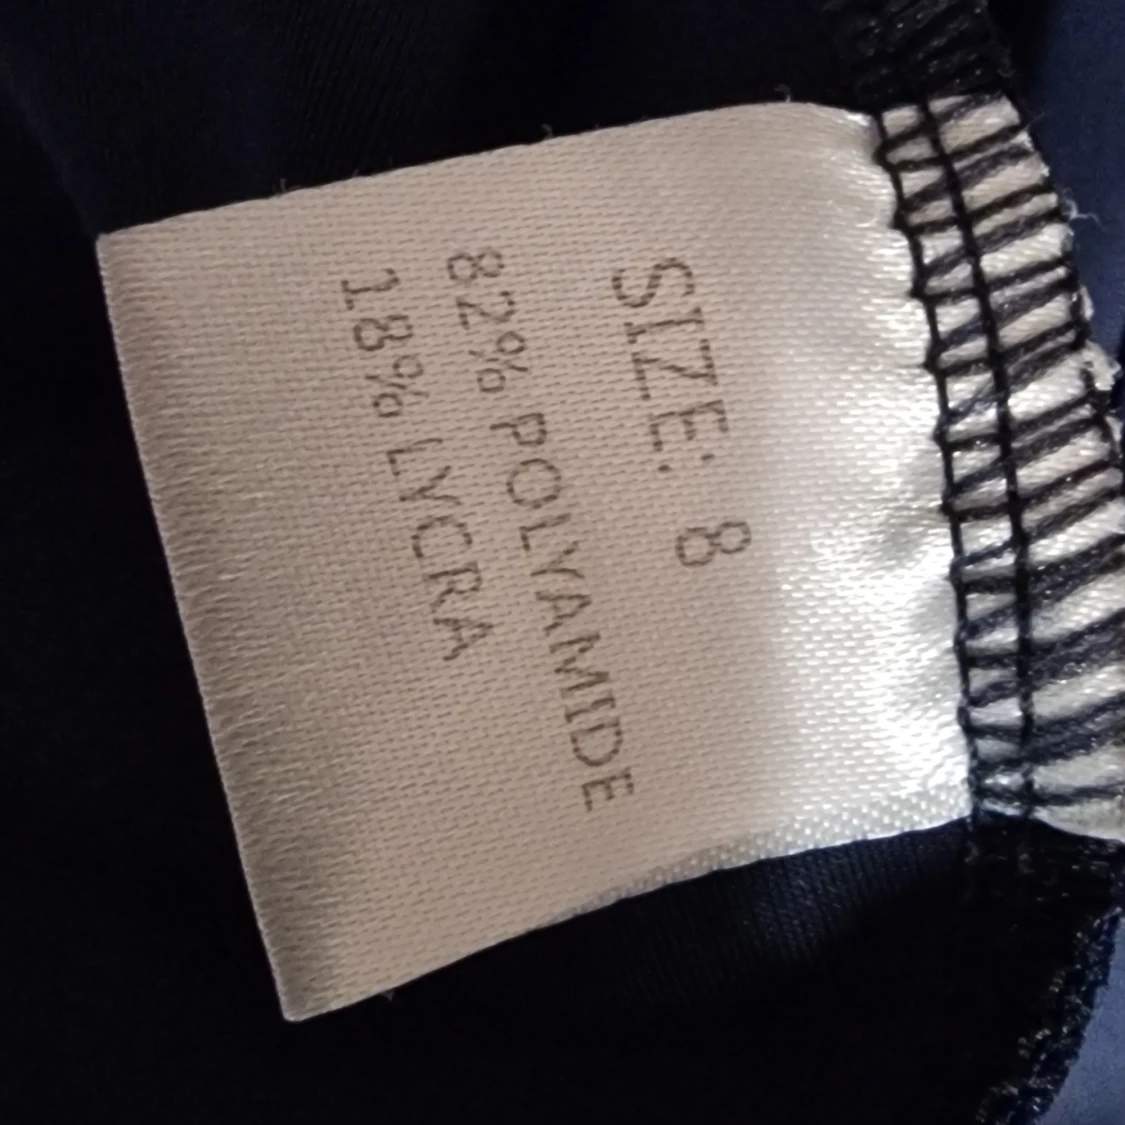 SIZE: 8
82% POLYAMIDE
18% LYCRA